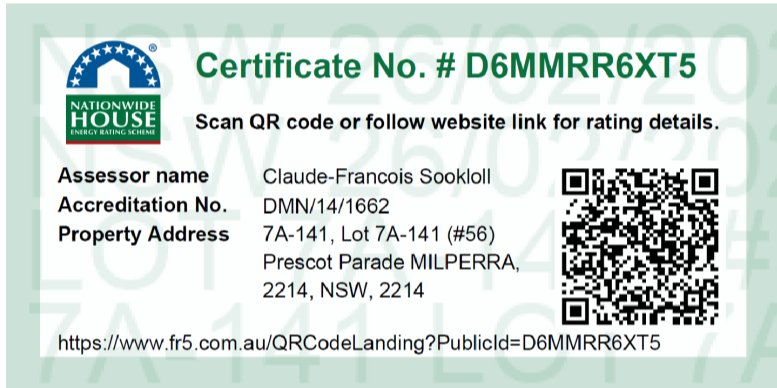 NATIONWIDE
HOUSE
ENERGY RATING SCHEME
®
Certificate No. # D6MMRR6XT5
Scan QR code or follow website link for rating details.
Assessor name Claude-Francois Sookloll
Accreditation No. DMN/14/1662
Property Address 7A-141, Lot 7A-141 (#56)
Prescot Parade MILPERRA,
2214, NSW, 2214
https://www.fr5.com.au/QRCodeLanding?PublicId=D6MMRR6XT5